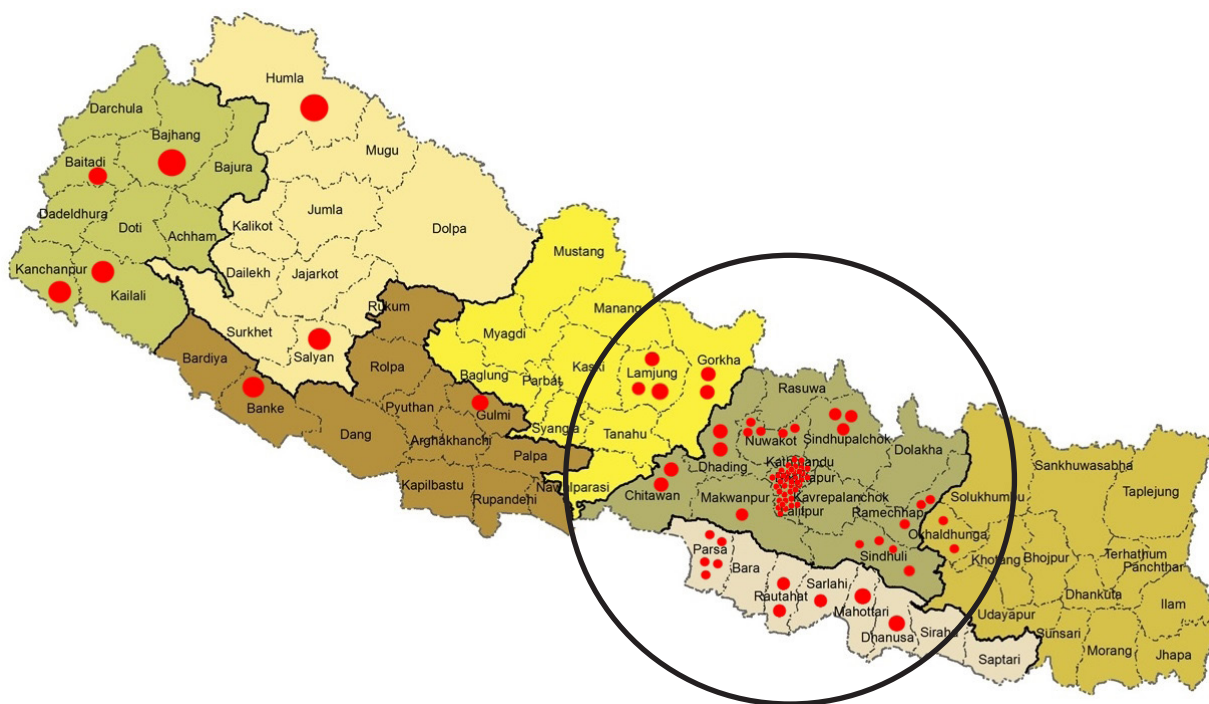 Humla
Darchula
Bajhang
Mugu
Baitadi
Bajura
Jumla
Dadeldhura
Doti
Achham
Kalikot
Dolpa
Mustang
Kanchanpur
Dailekh
Jajarkot
Kailali
Rukum
Manang
Surkhet
Myagdi
Salyan
Bardiya
Rolpa
Kaski
Lamjung
Gorkha
Baglung
Parbat
Rasuwa
Banke
Pyuthan
Gulmi
Syangja
Tanahu
Nuwakot
Sindhupalchok
Dang
Arghakhanchi
Dolakha
Palpa
Dhading
Kathmandu
Sankhuwasabha
Bhaktapur
Kapilbastu
Rupandehi
Nawalparasi
Chitawan
Makwanpur
Kavrepalanchok
Solukhumbu
Taplejung
Lalitpur
Ramechhap
Okhaldhunga
Parsa
Bara
Sindhuli
Khotang
Bhojpur
Terhathum
Panchthar
Rautahat
Sarlahi
Mahottari
Dhankuta
Ilam
Udayapur
Dhanusa
Siraha
Sunsari
Morang
Jhapa
Saptari